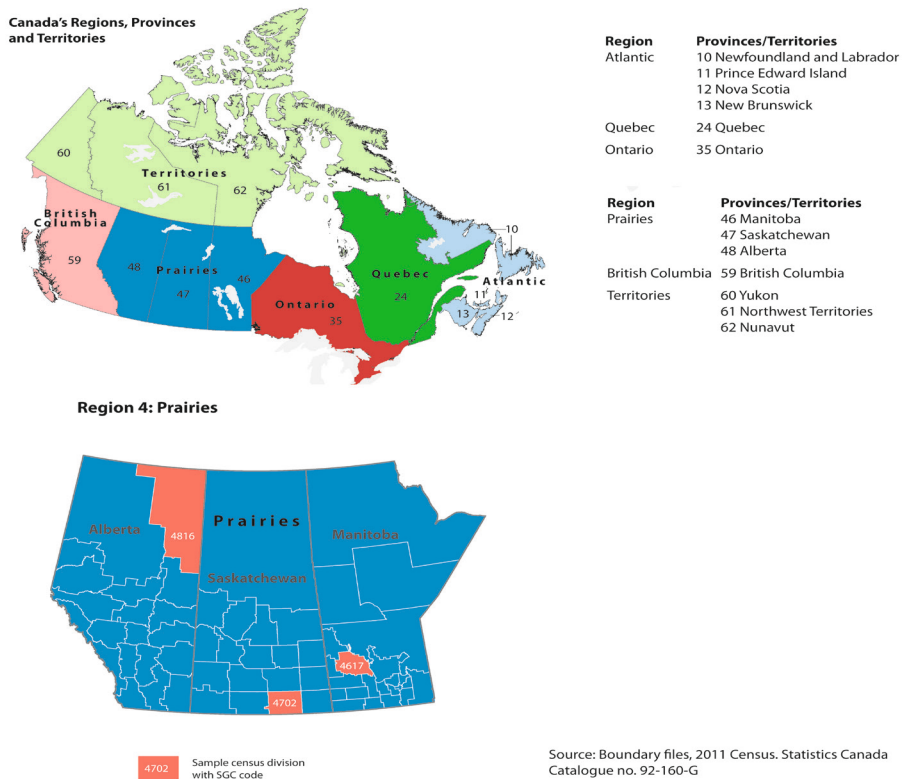 Canada's Regions, Provinces
and Territories
60
Territories
61
62
British
Columbia
59
48
Prairies
47
46
Ontario
35
Quebec
24
10
Atlantic
11
13
12
Region Provinces/Territories
Atlantic 10 Newfoundland and Labrador
11 Prince Edward Island
12 Nova Scotia
13 New Brunswick
Quebec 24 Quebec
Ontario 35 Ontario
Region Provinces/Territories
Prairies 46 Manitoba
47 Saskatchewan
48 Alberta
British Columbia 59 British Columbia
Territories 60 Yukon
61 Northwest Territories
62 Nunavut
Region 4: Prairies
Alberta
4816
Prairies
Manitoba
Saskatchewan
4617
4702
4702 Sample census division
with SGC code
Source: Boundary files, 2011 Census. Statistics Canada
Catalogue no. 92-160-G